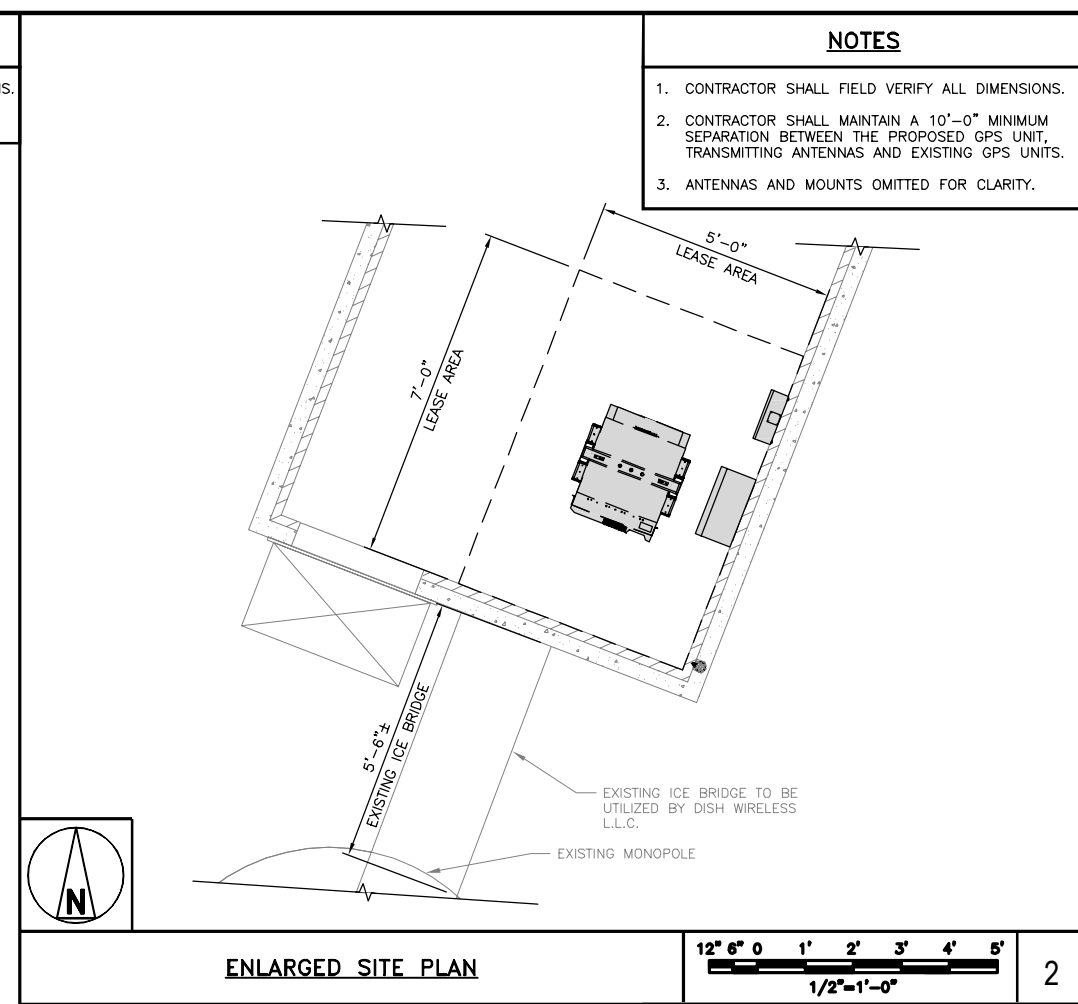 NS.
NOTES
1. CONTRACTOR SHALL FIELD VERIFY ALL DIMENSIONS.
2. CONTRACTOR SHALL MAINTAIN A 10'-0" MINIMUM
SEPARATION BETWEEN THE PROPOSED GPS UNIT,
TRANSMITTING ANTENNAS AND EXISTING GPS UNITS.
3. ANTENNAS AND MOUNTS OMITTED FOR CLARITY.
5'-0"
LEASE AREA
7'-0"
LEASE AREA
5'-6"±
EXISTING ICE BRIDGE
EXISTING ICE BRIDGE TO BE
UTILIZED BY DISH WIRELESS
L.L.C.
EXISTING MONOPOLE
N
ENLARGED SITE PLAN
12" 6" 0 1' 2' 3' 4' 5'
1/2"=1'-0"
2